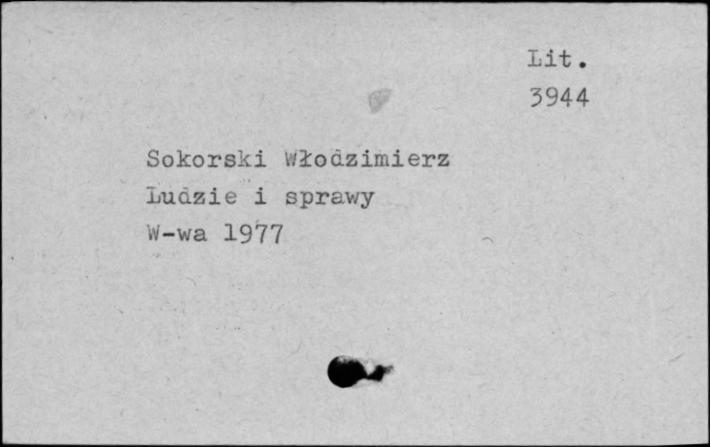 Lit.
3944
Sokorski Włodzimierz
Ludzie i sprawy
W-wa 1977